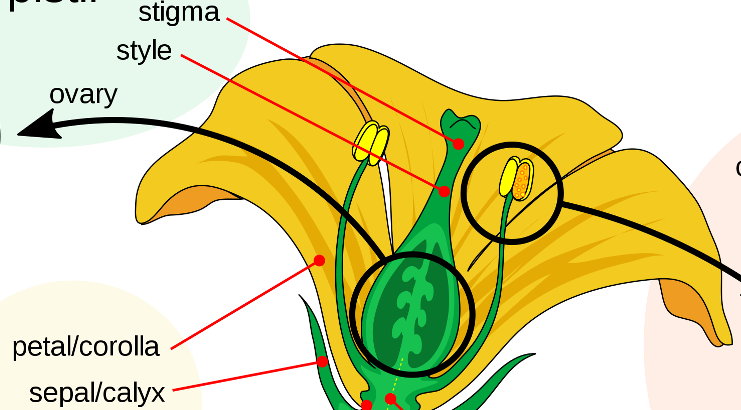 stigma
style
ovary
petal/corolla
sepal/calyx